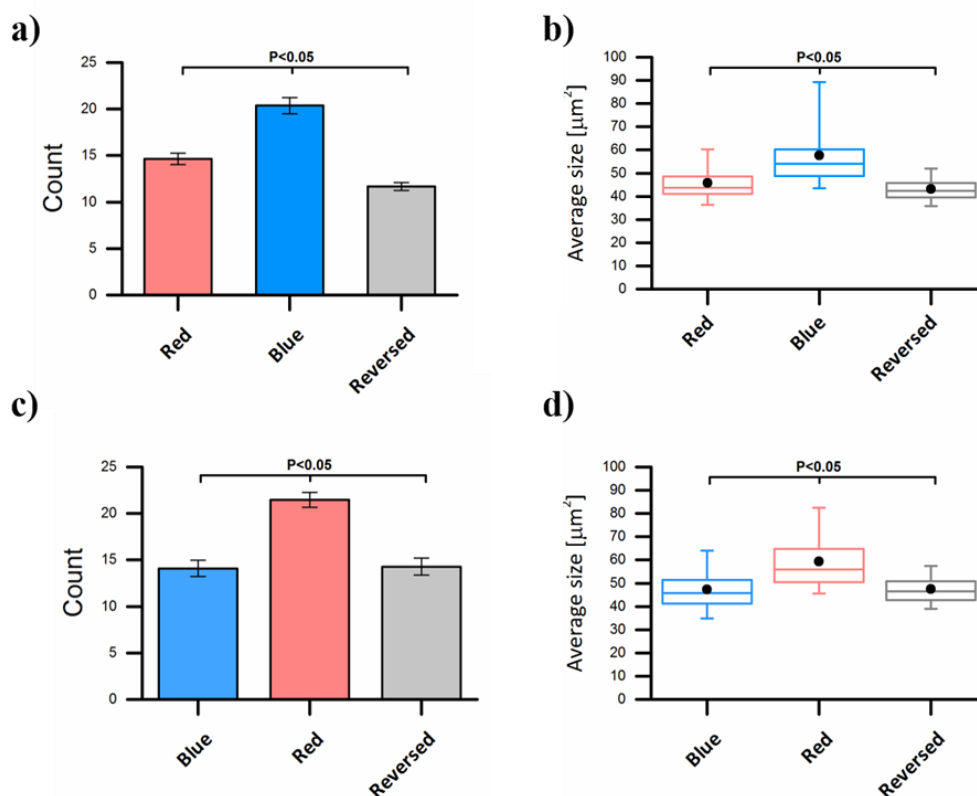 a)
P<0.05
Count
25
20
15
10
5
0
Red
Blue
Reversed
b)
P<0.05
Average size [μm²]
100
90
80
70
60
50
40
30
20
10
0
Red
Blue
Reversed
c)
P<0.05
Count
25
20
15
10
5
0
Blue
Red
Reversed
d)
P<0.05
Average size [μm²]
100
90
80
70
60
50
40
30
20
10
0
Blue
Red
Reversed